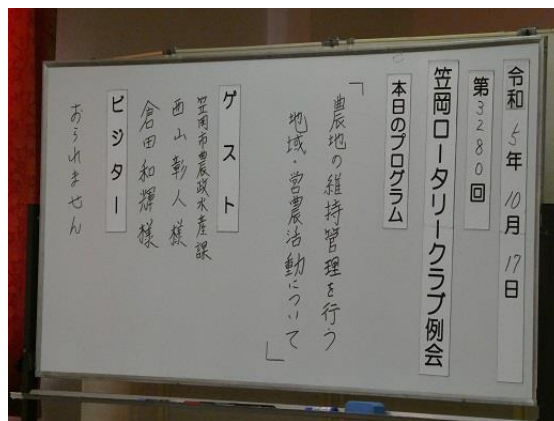 令和5年10月17日
第3280回
笠岡ロータリークラブ例会
本日のプログラム
「農地の維持管理を行う
地域・営農活動について」
ゲスト
笠岡市農政水産課
西山彰人様
倉田和輝様
ビジター
おられません